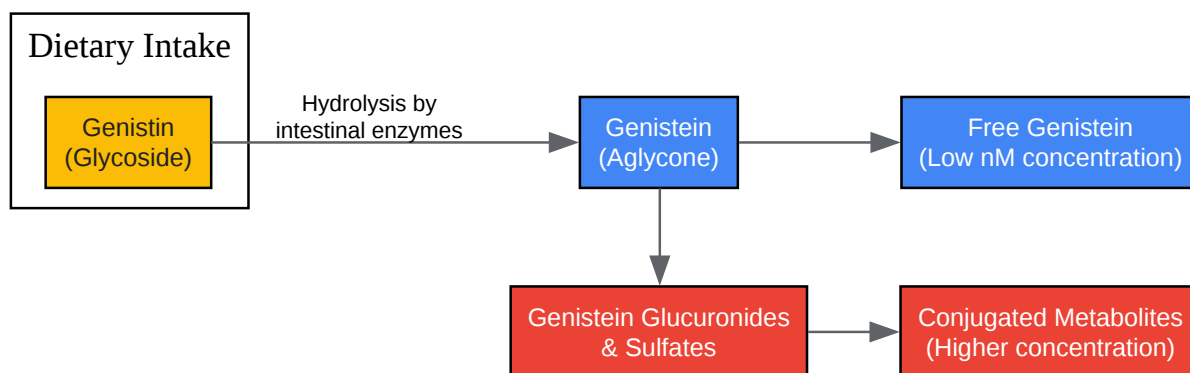 Dietary Intake
Genistin
(Glycoside)
Hydrolysis by
intestinal enzymes
Genistein
(Aglycone)
Free Genistein
(Low nM concentration)
Genistein Glucuronides
& Sulfates
Conjugated Metabolites
(Higher concentration)